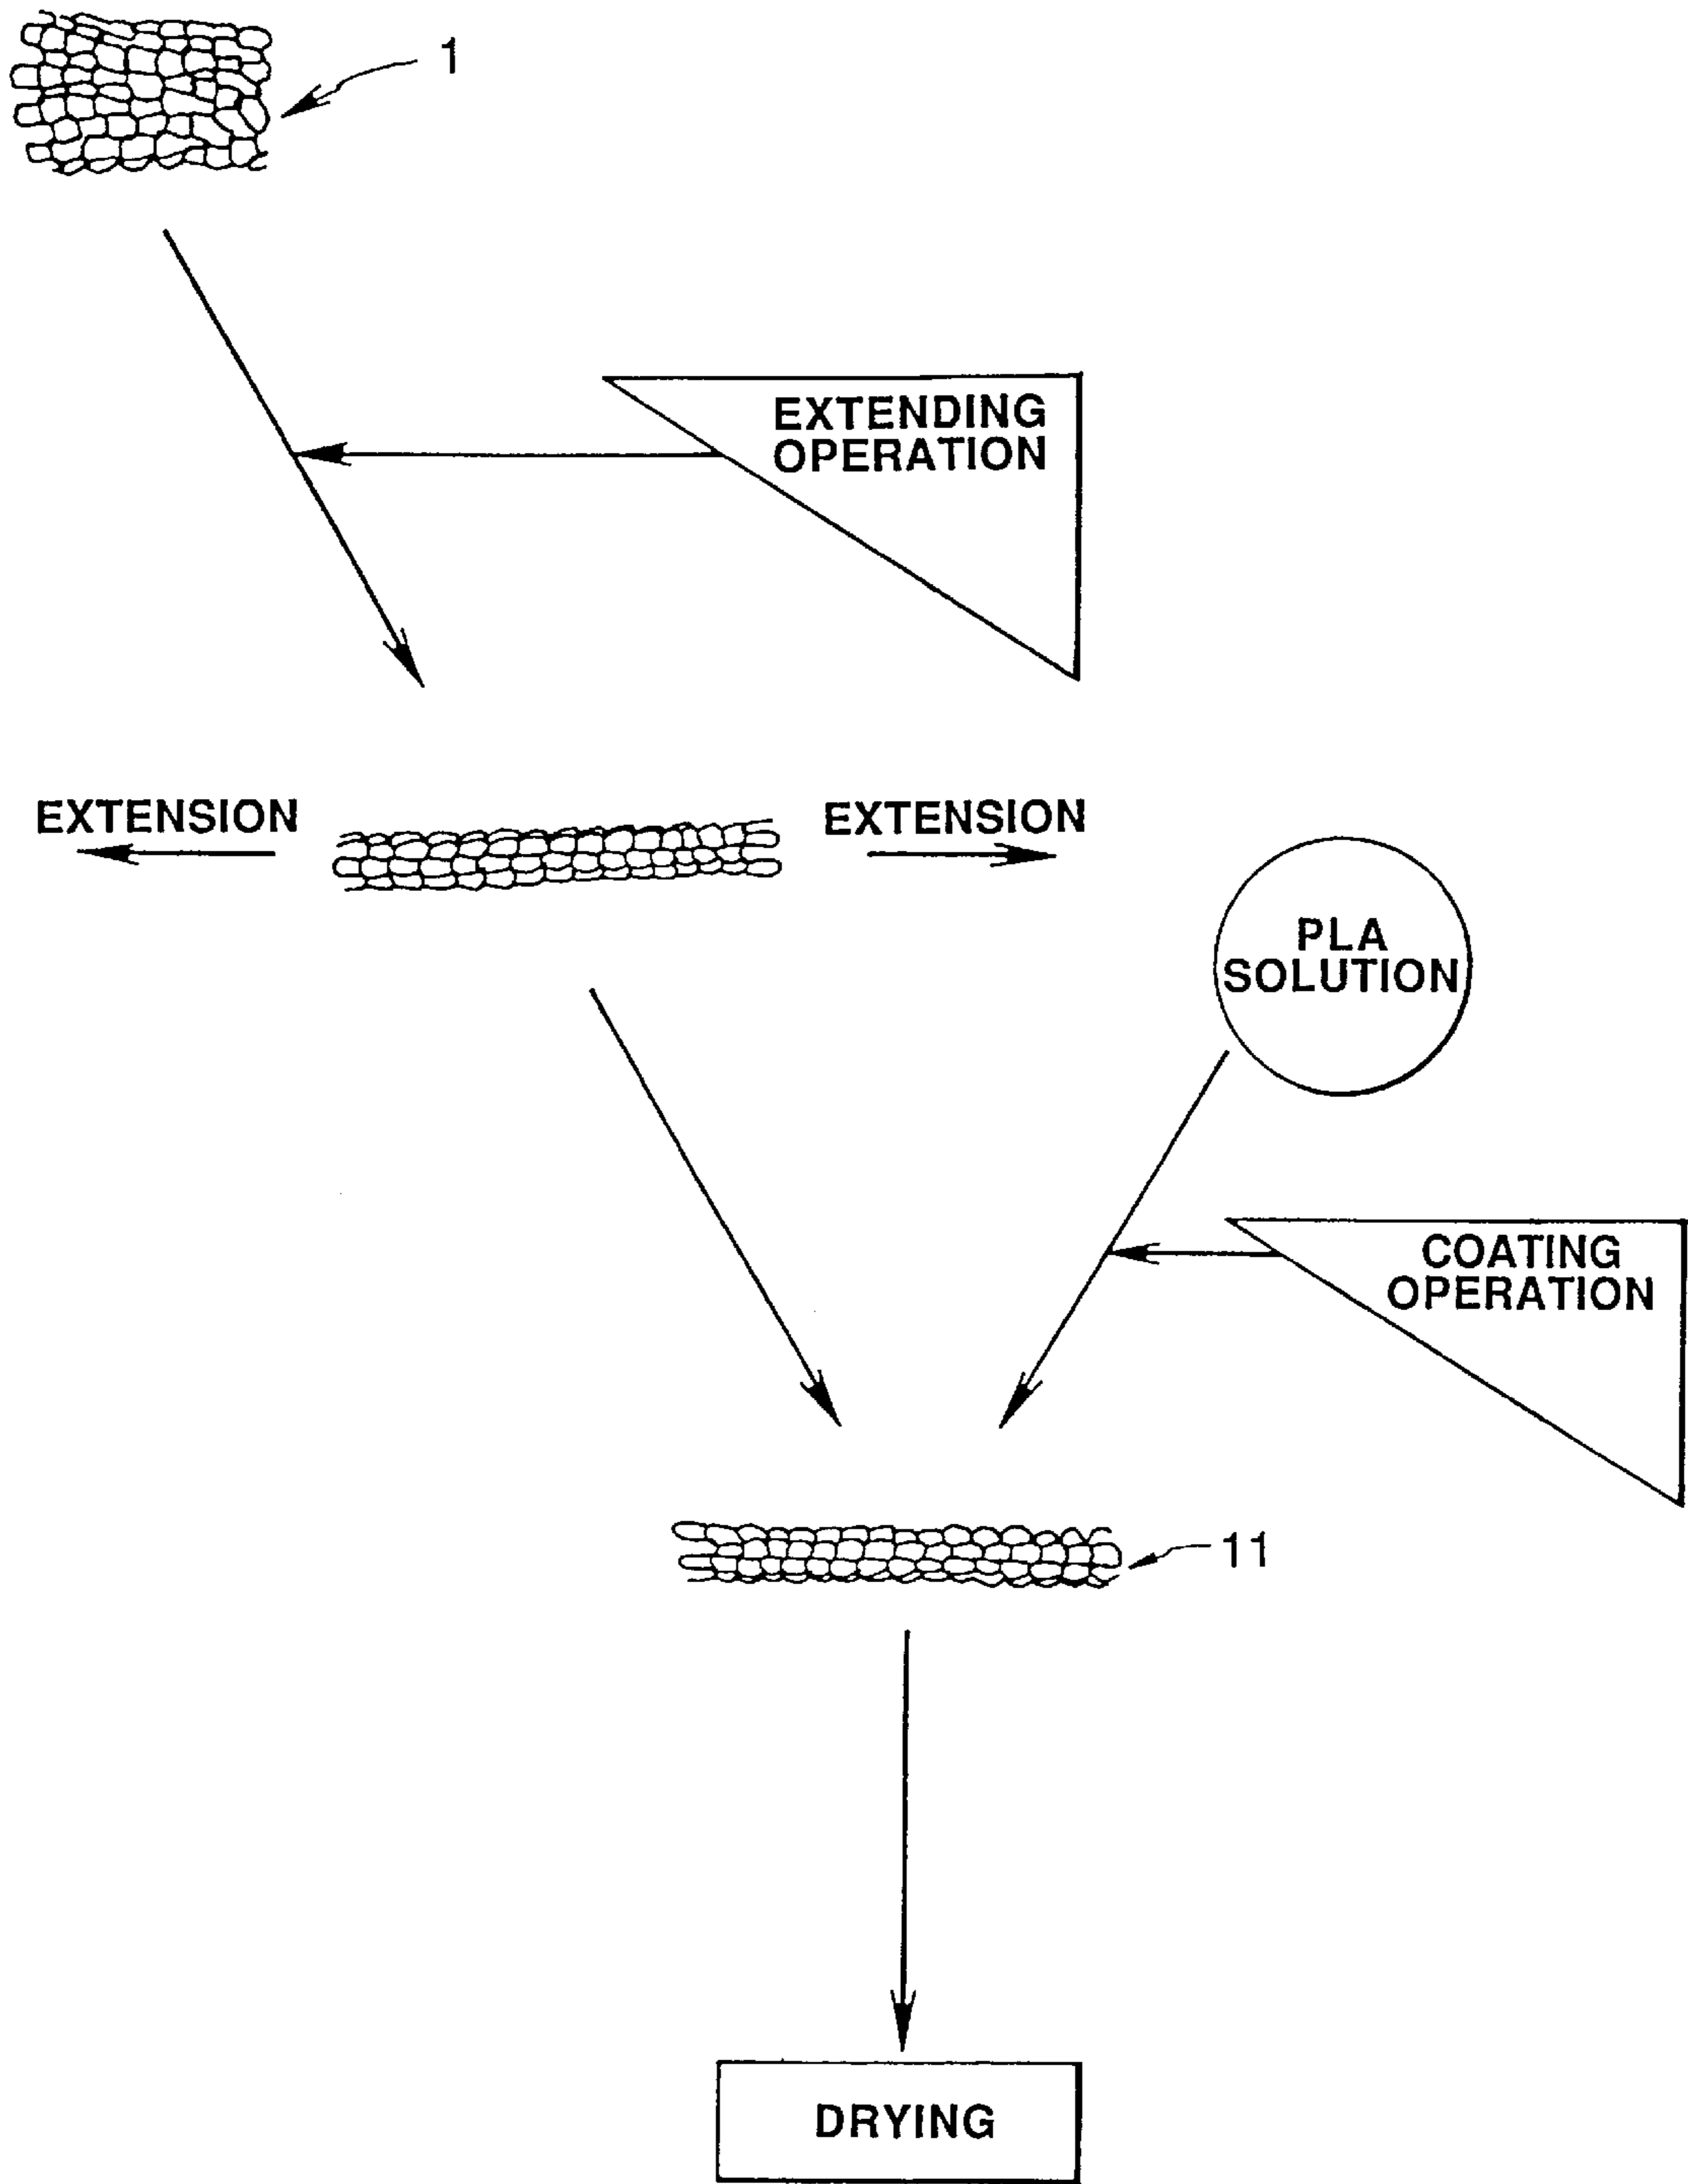 1
EXTENDING
OPERATION
EXTENSION
EXTENSION
PLA
SOLUTION
COATING
OPERATION
11
DRYING